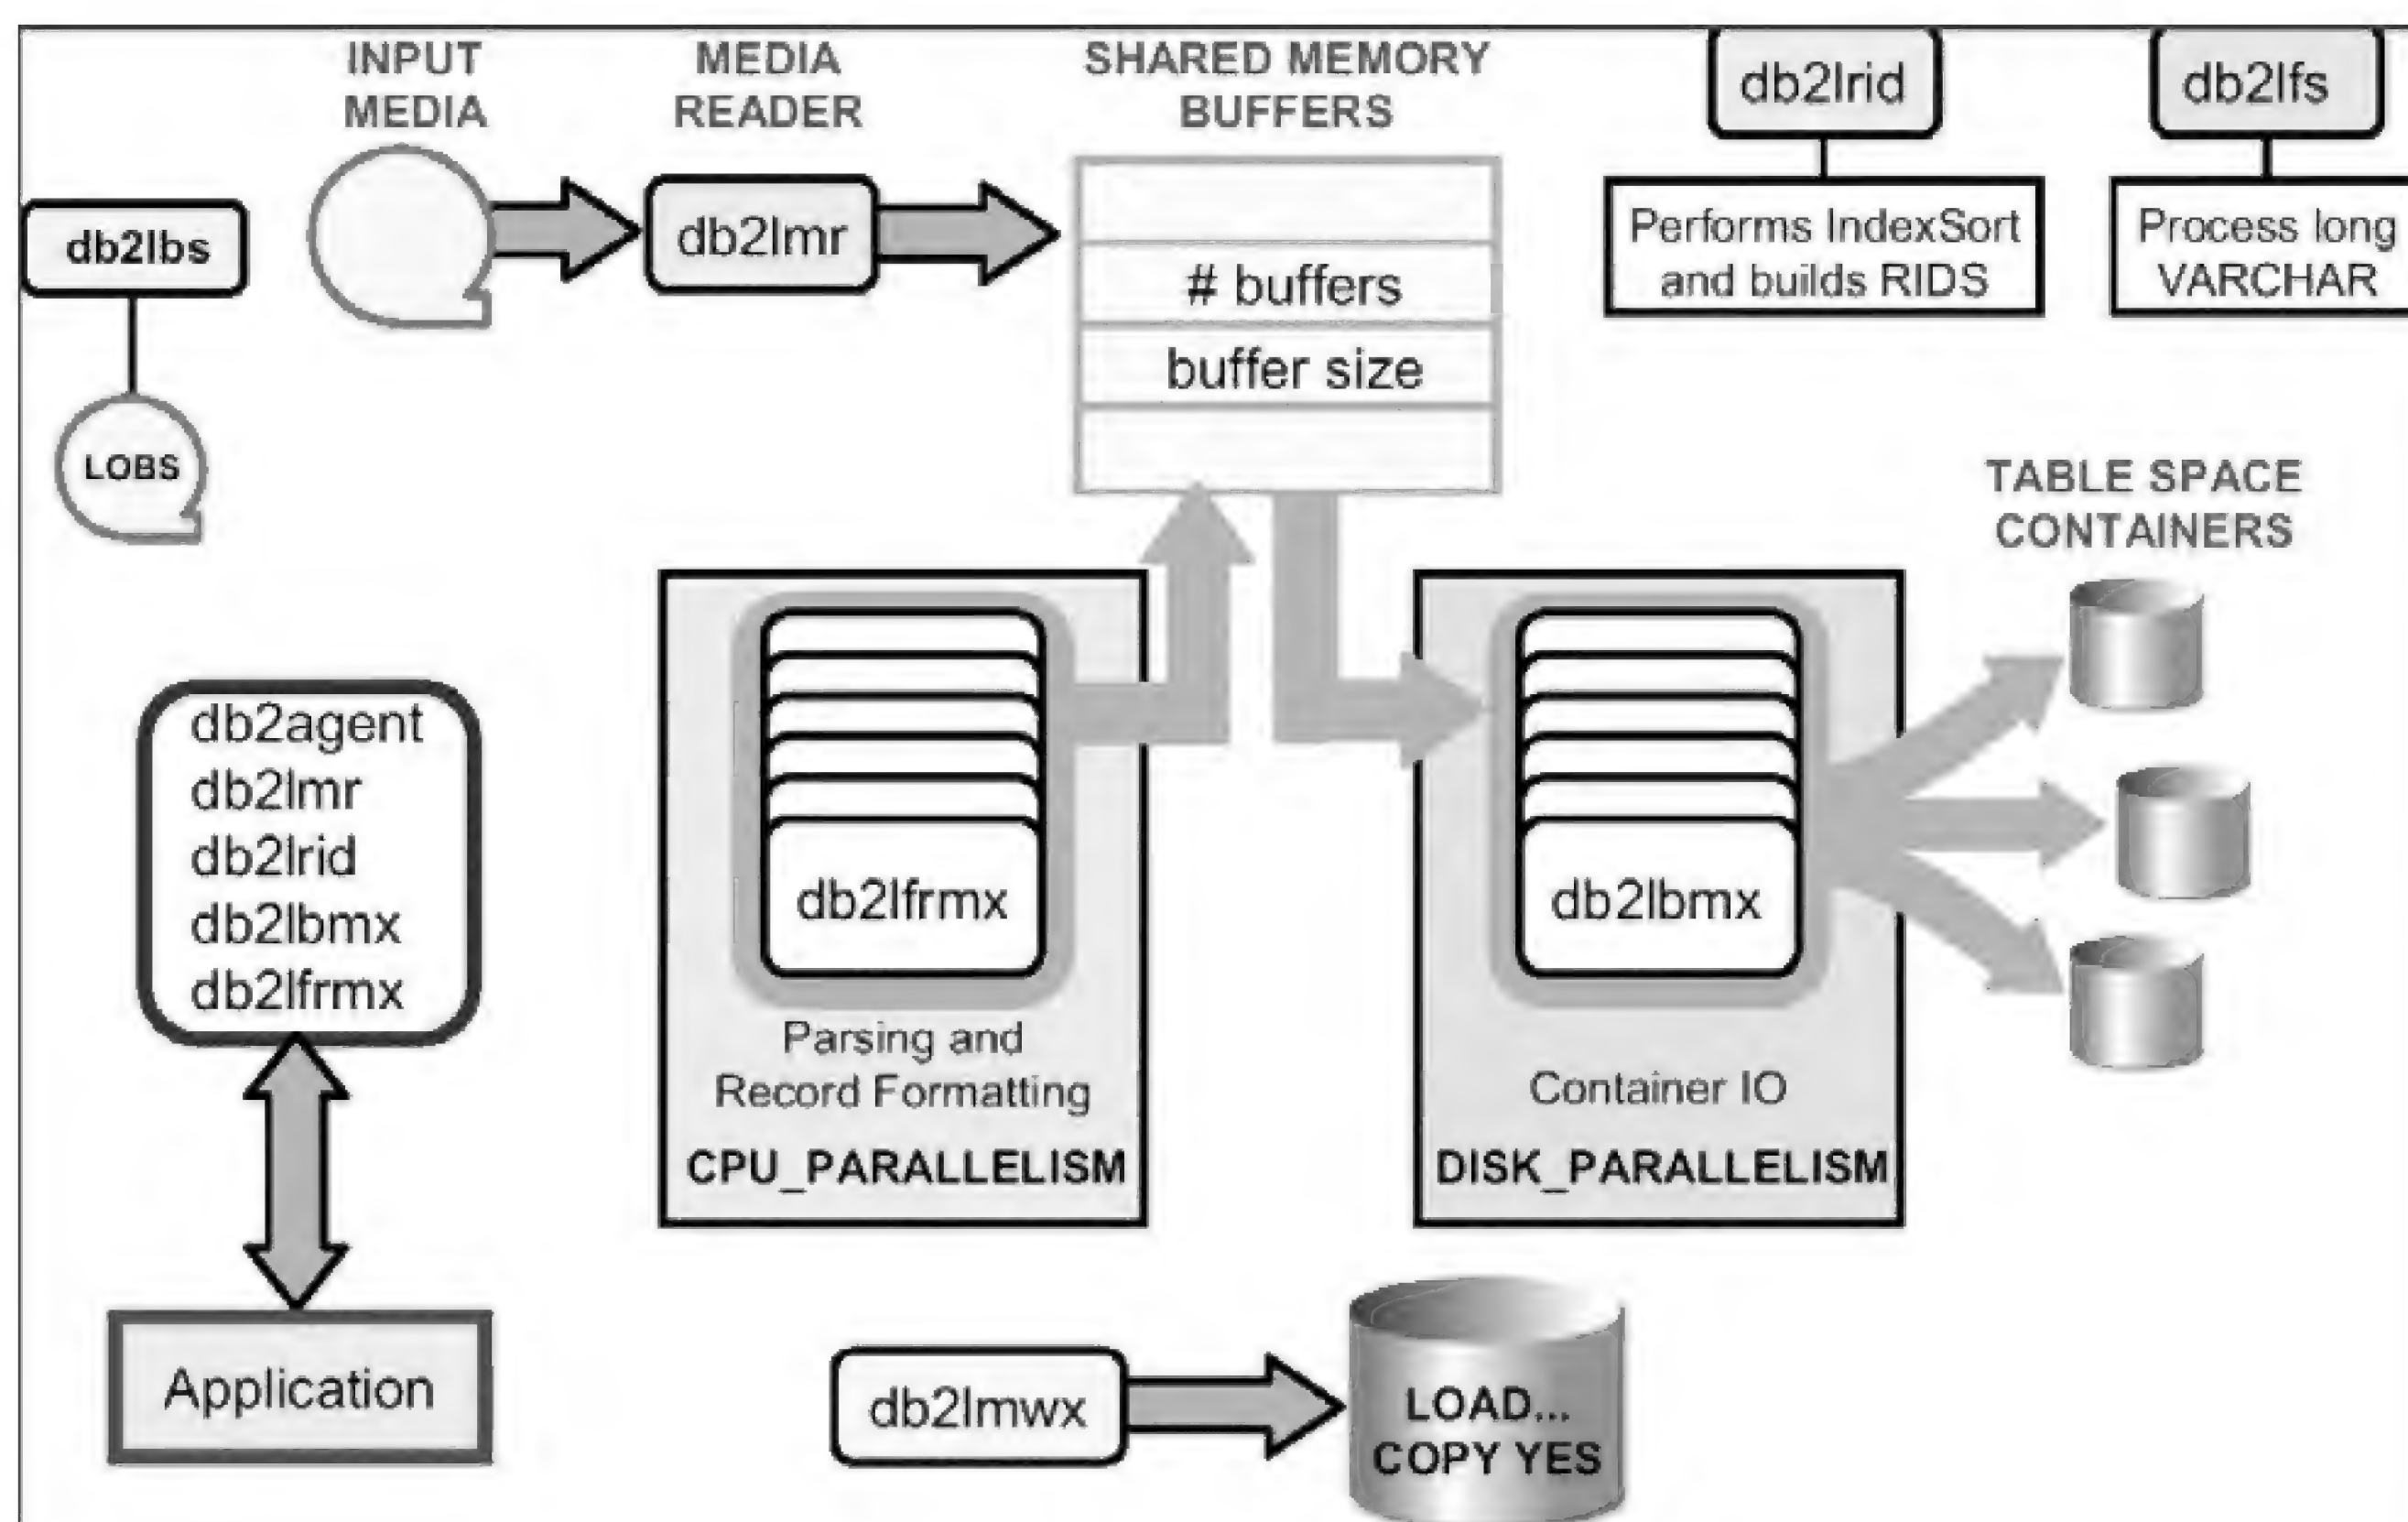 INPUT
MEDIA
MEDIA
READER
SHARED MEMORY
BUFFERS
db2lrid
db2lfs
db2lbs
db2lmr
Performs IndexSort
and builds RIDS
Process long
VARCHAR
# buffers
buffer size
LOBS
TABLE SPACE
CONTAINERS
db2agent
db2lmr
db2lrid
db2lbmx
db2lfrmx
db2lfrmx
Parsing and
Record Formatting
CPU_PARALLELISM
db2lbmx
Container IO
DISK_PARALLELISM
Application
db2lmwx
LOAD...
COPY YES